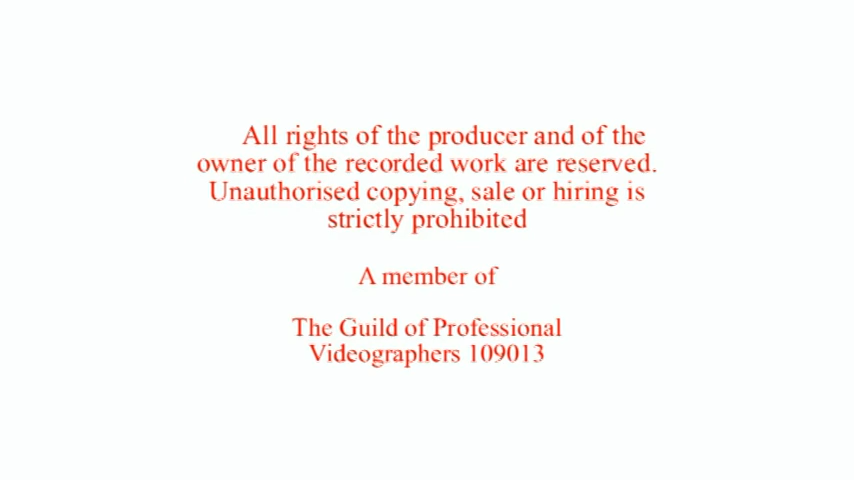 All rights of the producer and of the
owner of the recorded work are reserved.
Unauthorised copying, sale or hiring is
strictly prohibited
A member of
The Guild of Professional
Videographers 109013